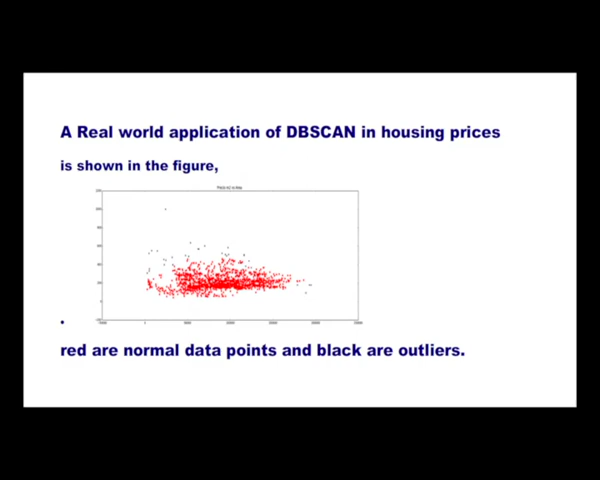 A Real world application of DBSCAN in housing prices
is shown in the figure,
red are normal data points and black are outliers.